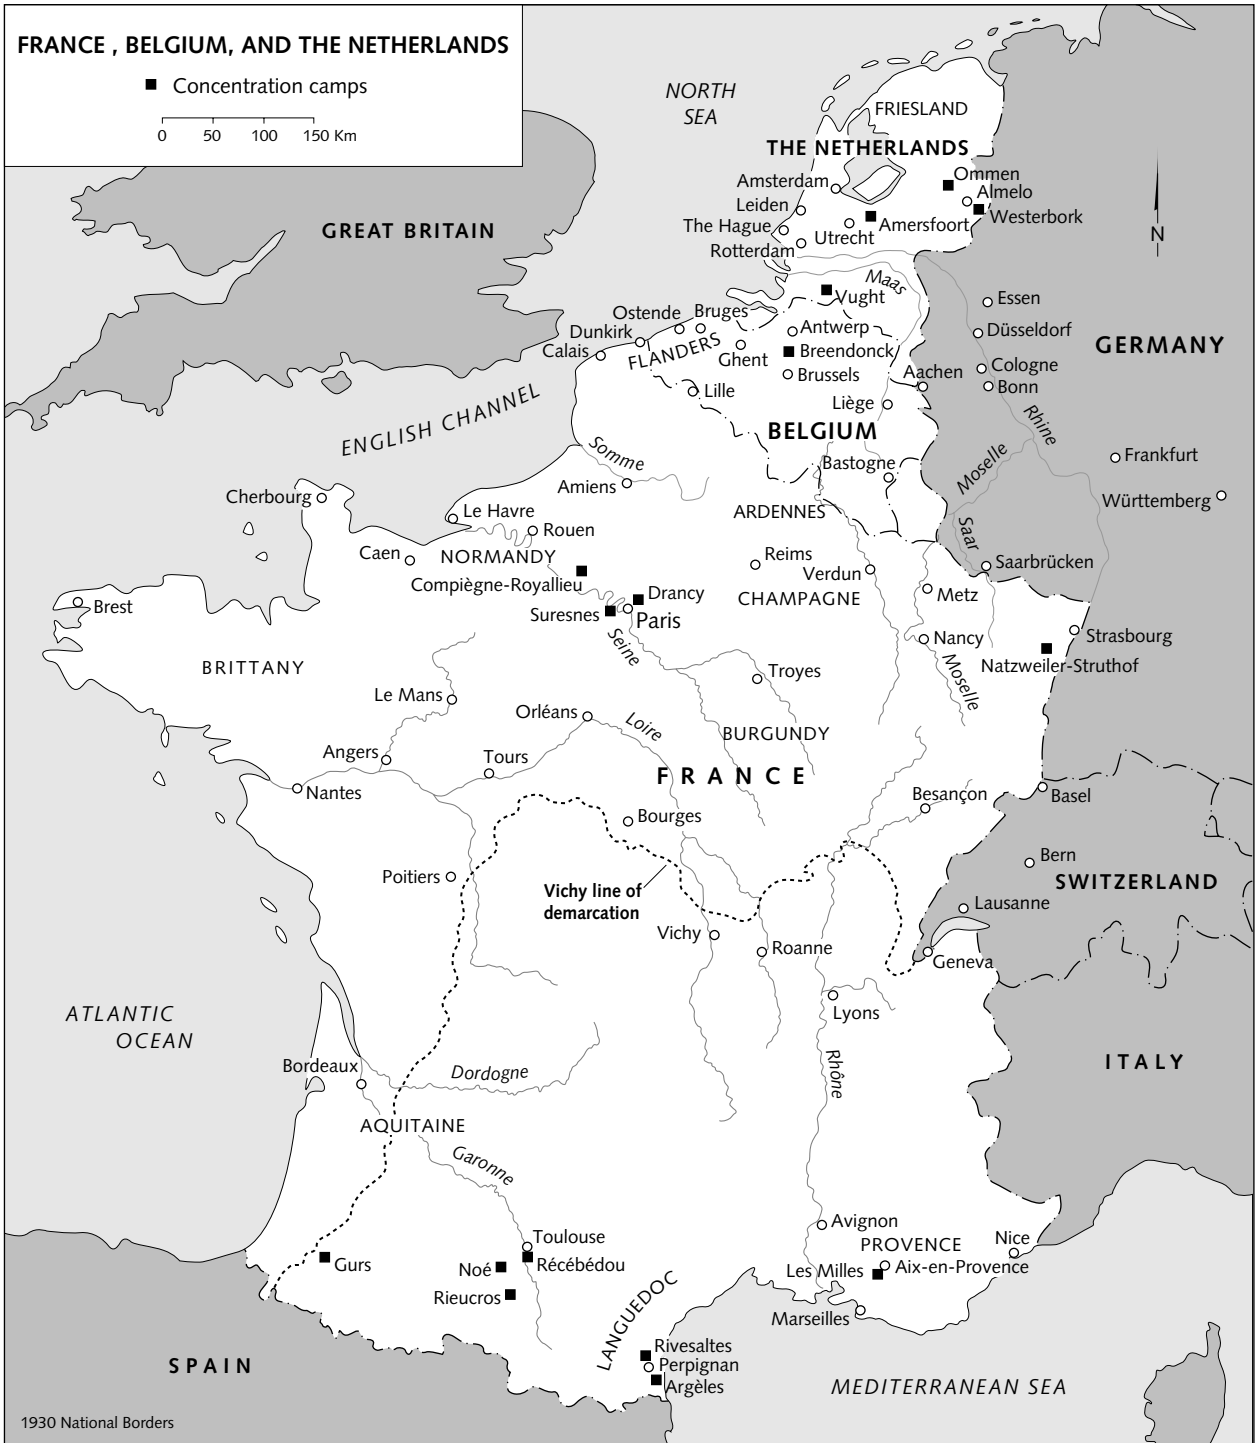 FRANCE , BELGIUM, AND THE NETHERLANDS
Concentration camps
0 50 100 150 Km
NORTH
SEA
FRIESLAND
THE NETHERLANDS
Ommen
Amsterdam
Almelo
Leiden
Westerbork
The Hague
Amersfoort
Utrecht
Rotterdam
GREAT BRITAIN
N
Maas
Vught
Essen
Ostende
Bruges
Dunkirk
Antwerp
Düsseldorf
Calais
FLANDERS
Ghent
Breendonck
GERMANY
Brussels
Aachen
Cologne
Bonn
Lille
Liège
Rhine
ENGLISH CHANNEL
BELGIUM
Somme
Bastogne
Moselle
Frankfurt
Amiens
Württemberg
Cherbourg
Le Havre
ARDENNES
Rouen
Saar
Caen
NORMANDY
Reims
Verdun
Saarbrücken
Compiègne-Royallieu
Drancy
CHAMPAGNE
Metz
Brest
Suresnes
Paris
Seine
Nancy
Strasbourg
BRITTANY
Natzweiler-Struthof
Troyes
Moselle
Le Mans
Orléans
Loire
BURGUNDY
Angers
Tours
FRANCE
Nantes
Besançon
Basel
Bourges
Bern
Poitiers
Vichy line of
demarcation
SWITZERLAND
Lausanne
Vichy
Roanne
Geneva
ATLANTIC
OCEAN
Lyons
Bordeaux
Dordogne
Rhône
ITALY
AQUITAINE
Garonne
Avignon
Toulouse
PROVENCE
Nice
Gurs
Noé
Récébédou
Les Milles
Aix-en-Provence
Rieucros
LANGUEDOC
Marseilles
Rivesaltes
Perpignan
Argèles
SPAIN
MEDITERRANEAN SEA
1930 National Borders